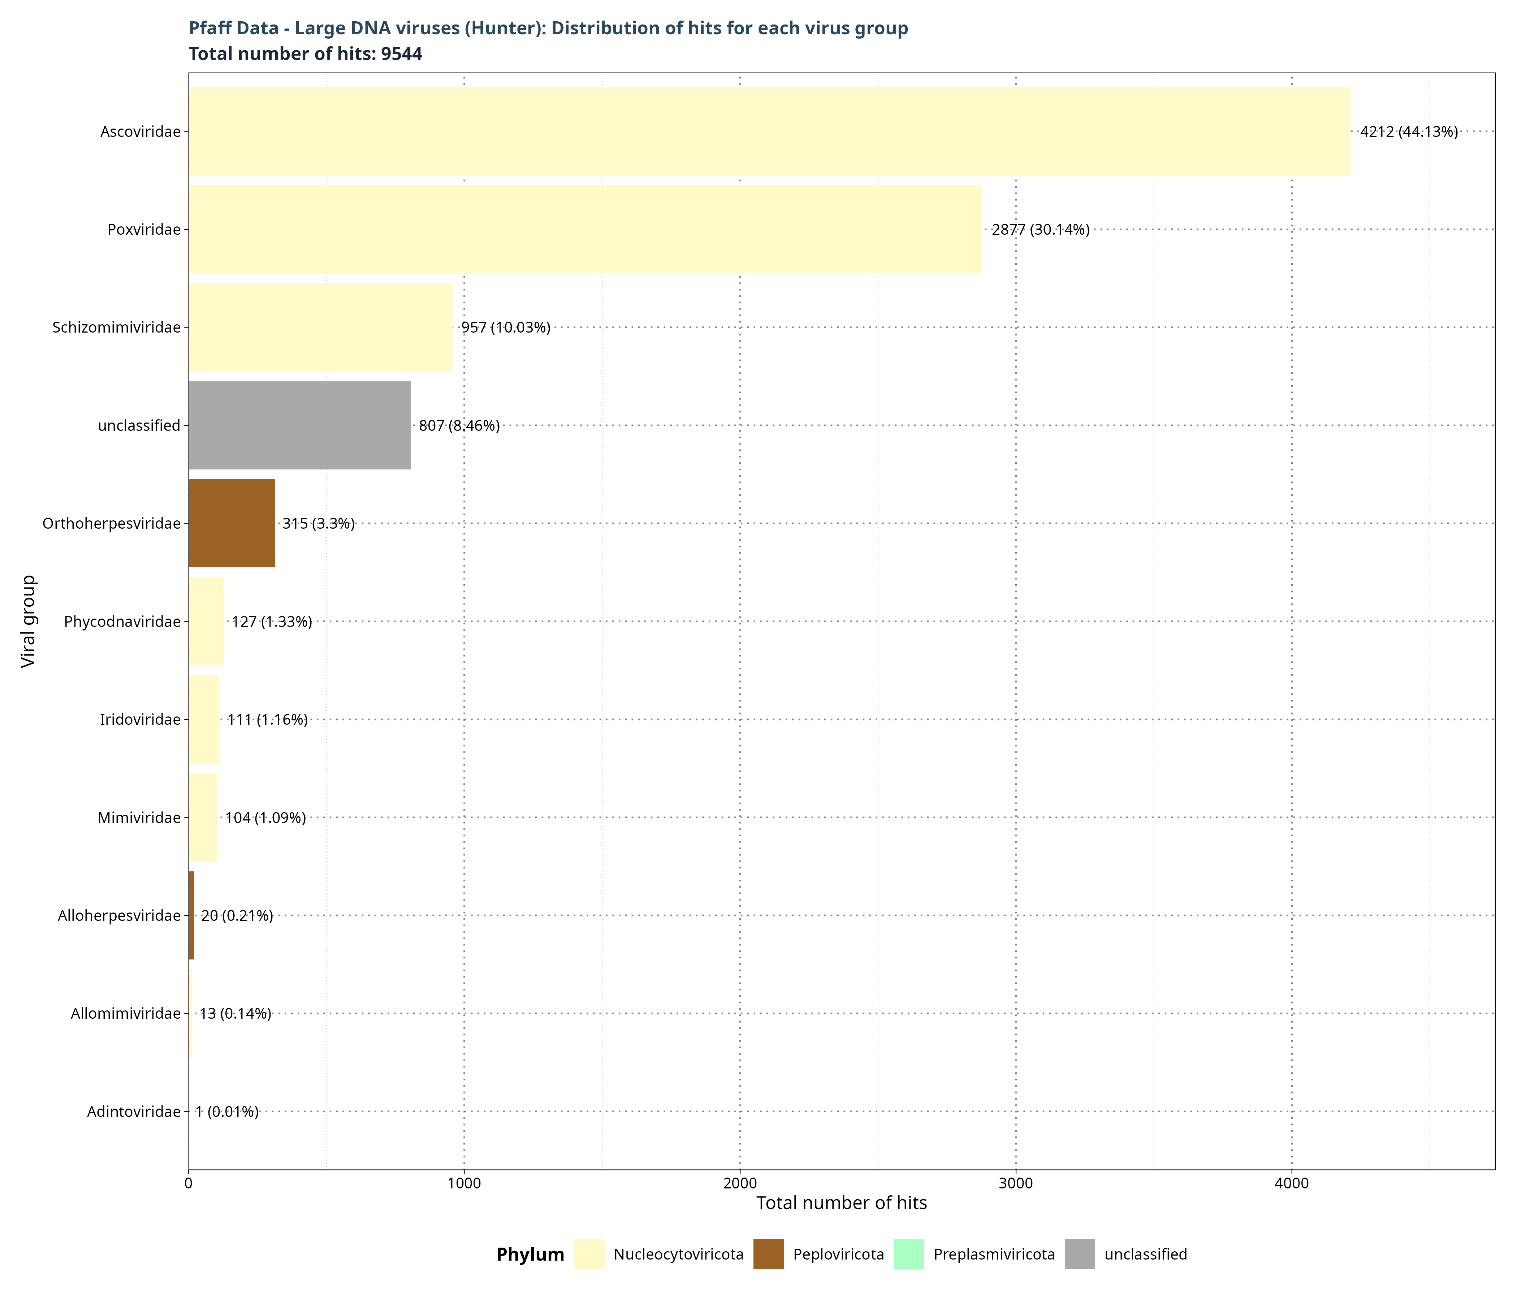 Pfaff Data - Large DNA viruses (Hunter): Distribution of hits for each virus group
Total number of hits: 9544
Viral group
Ascoviridae 4212 (44.13%)
Poxviridae 2877 (30.14%)
Schizomimiviridae 957 (10.03%)
unclassified 807 (8.46%)
Orthoherpesviridae 315 (3.3%)
Phycodnaviridae 127 (1.33%)
Iridoviridae 111 (1.16%)
Mimiviridae 104 (1.09%)
Alloherpesviridae 20 (0.21%)
Allomimiviridae 13 (0.14%)
Adintoviridae 1 (0.01%)
0 1000 2000 3000 4000
Total number of hits
Phylum Nucleocytoviricota Peploviricota Preplasmiviricota unclassified